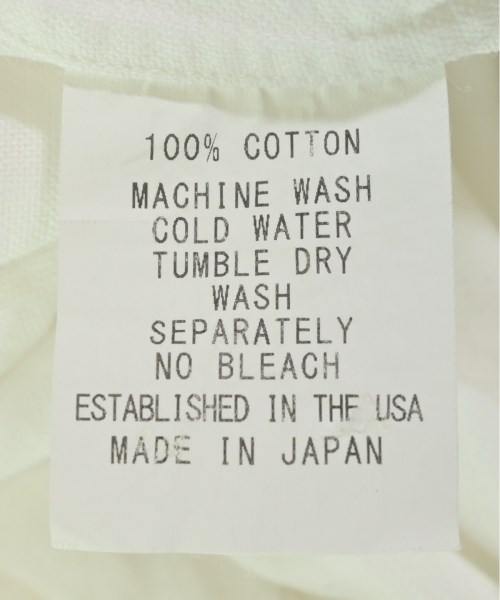 100% COTTON
MACHINE WASH
COLD WATER
TUMBLE DRY
WASH
SEPARATELY
NO BLEACH
ESTABLISHED IN THE USA
MADE IN JAPAN